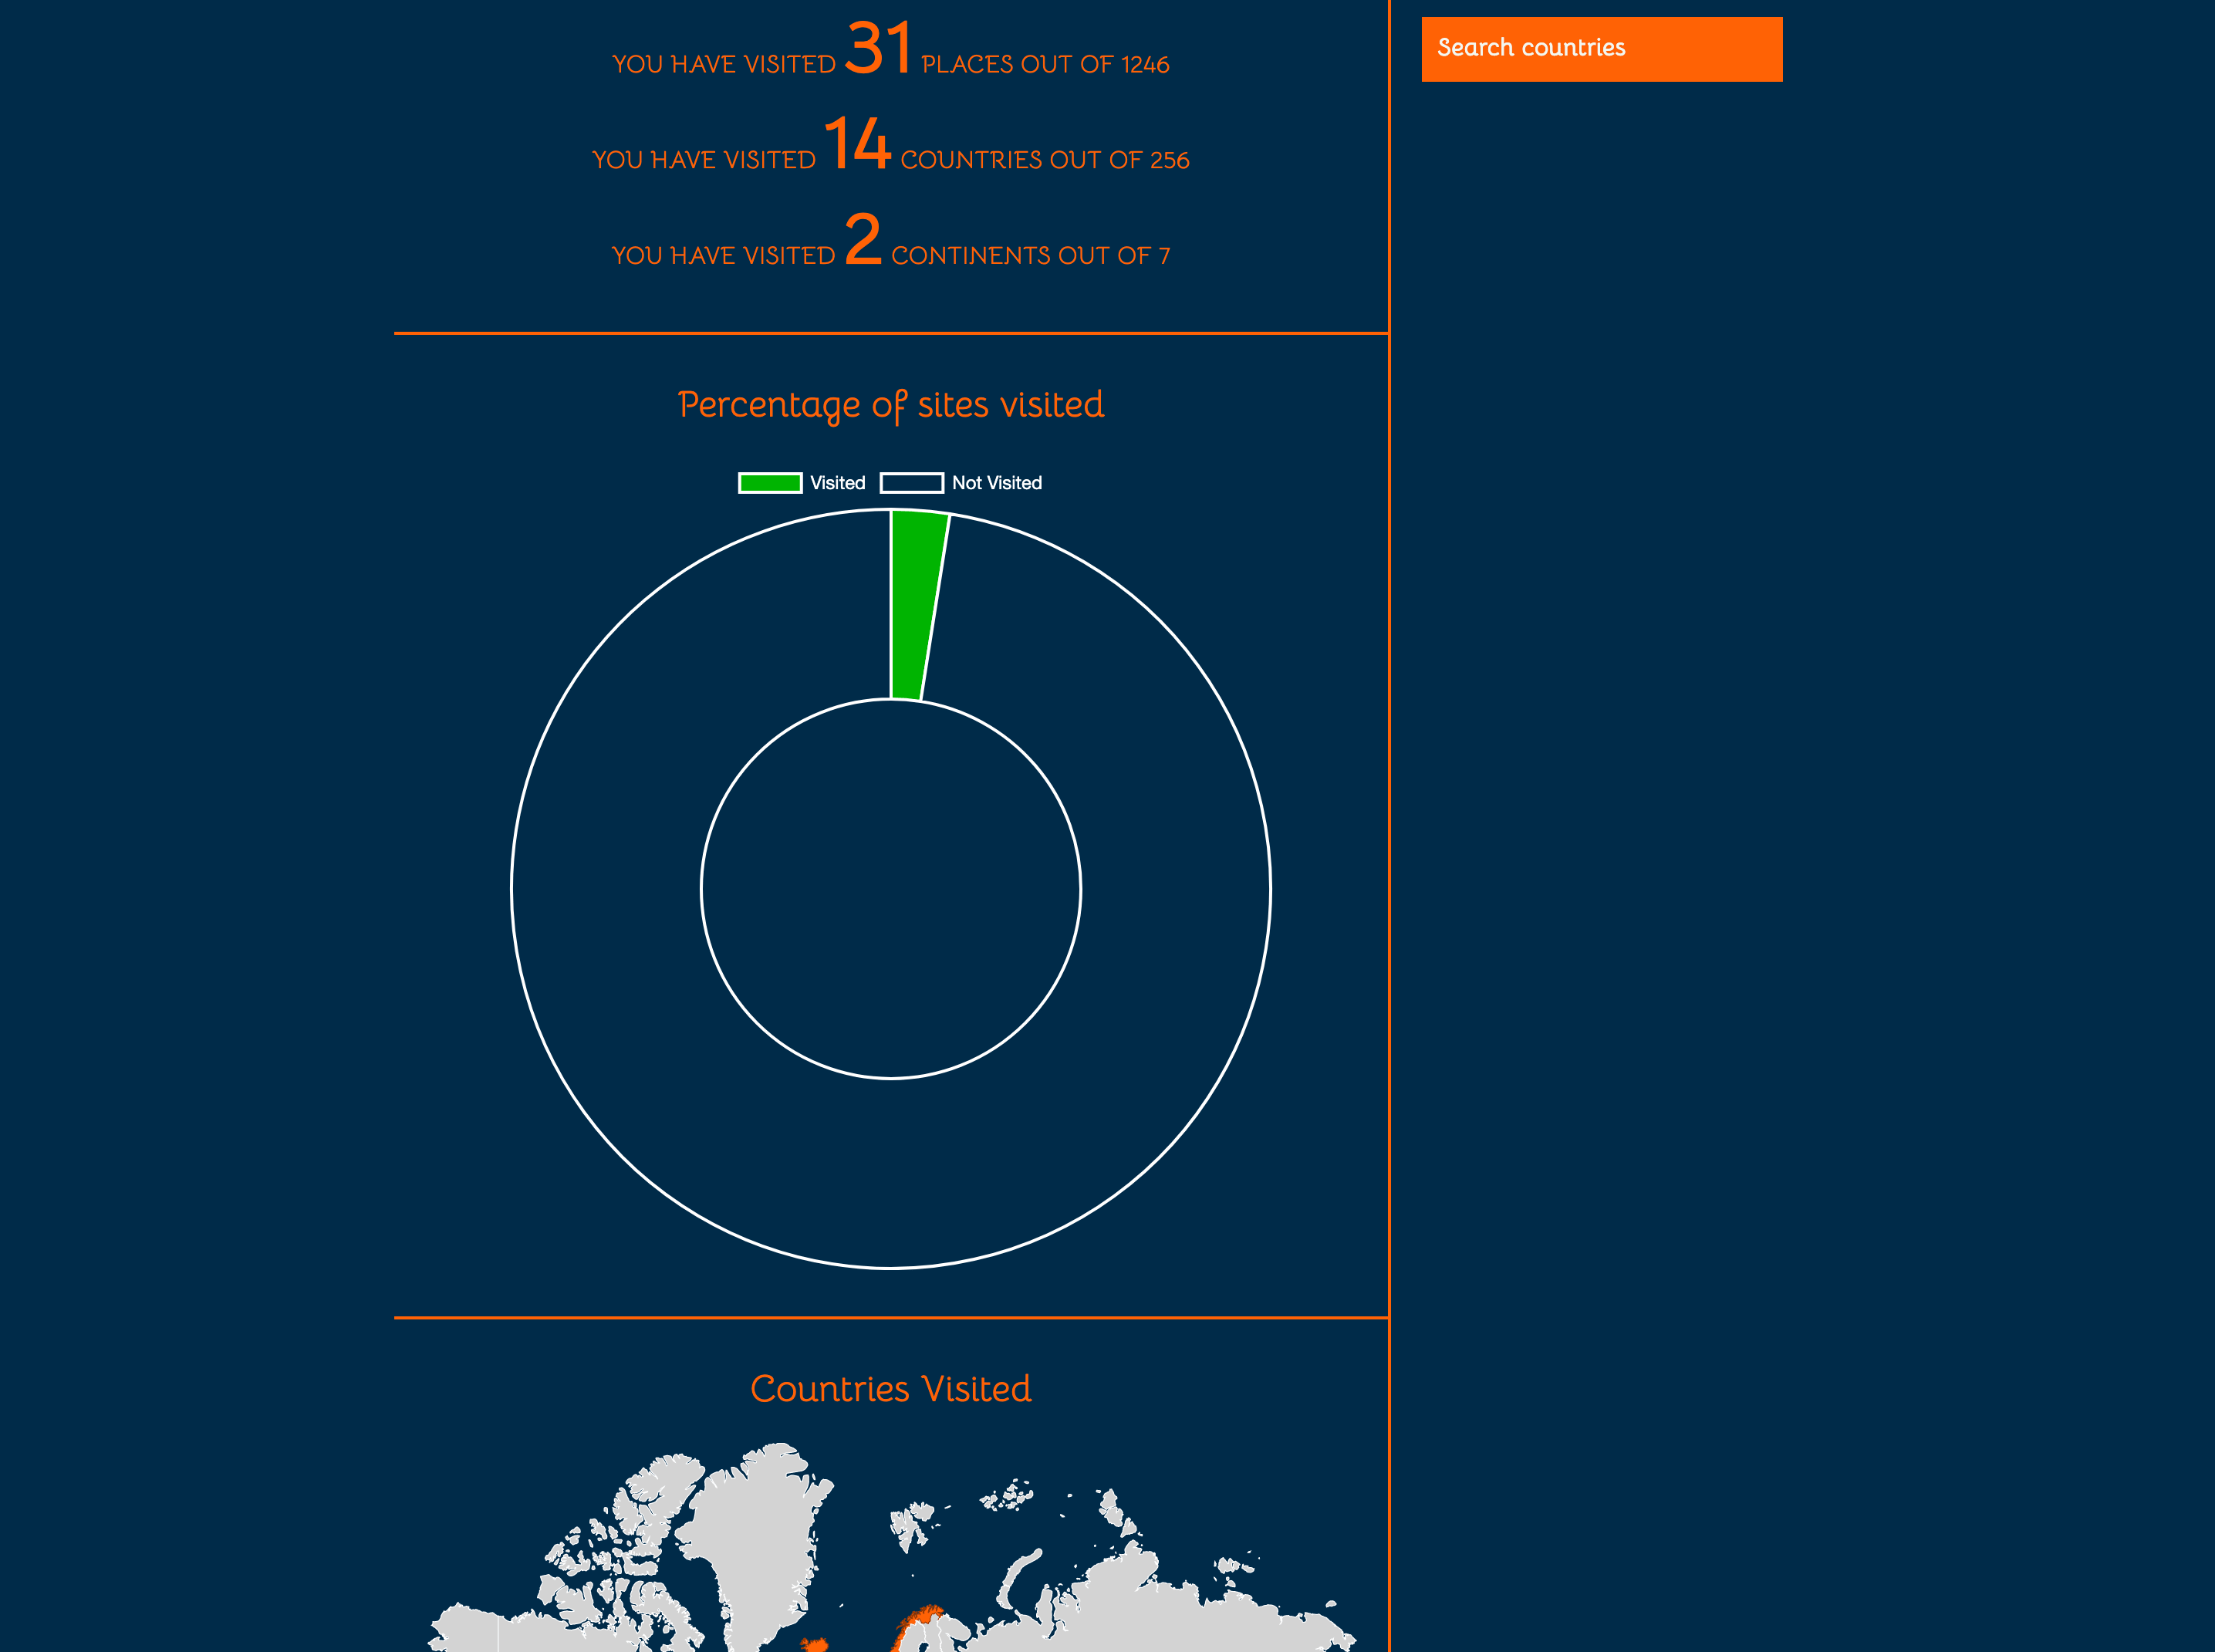 YOU HAVE VISITED 31 PLACES OUT OF 1246
YOU HAVE VISITED 14 COUNTRIES OUT OF 256
YOU HAVE VISITED 2 CONTINENTS OUT OF 7
Search countries
Percentage of sites visited
Visited Not Visited
Countries Visited